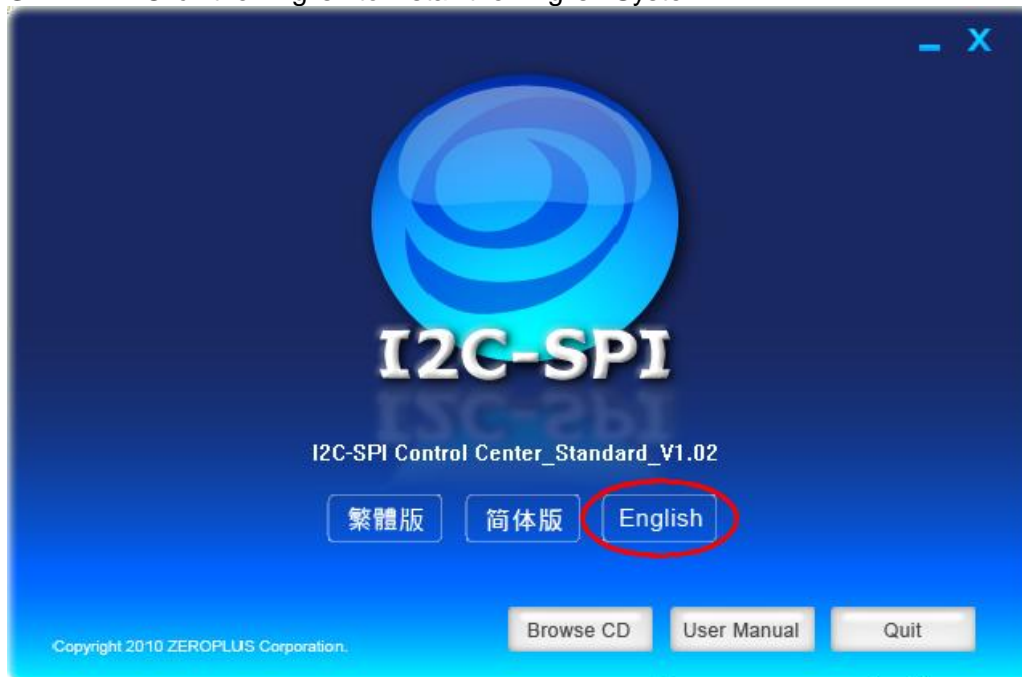 I2C-SPI
I2C-SPI Control Center_Standard_V1.02
繁體版 简体版 English
Browse CD User Manual Quit
Copyright 2010 ZEROPLUS Corporation.